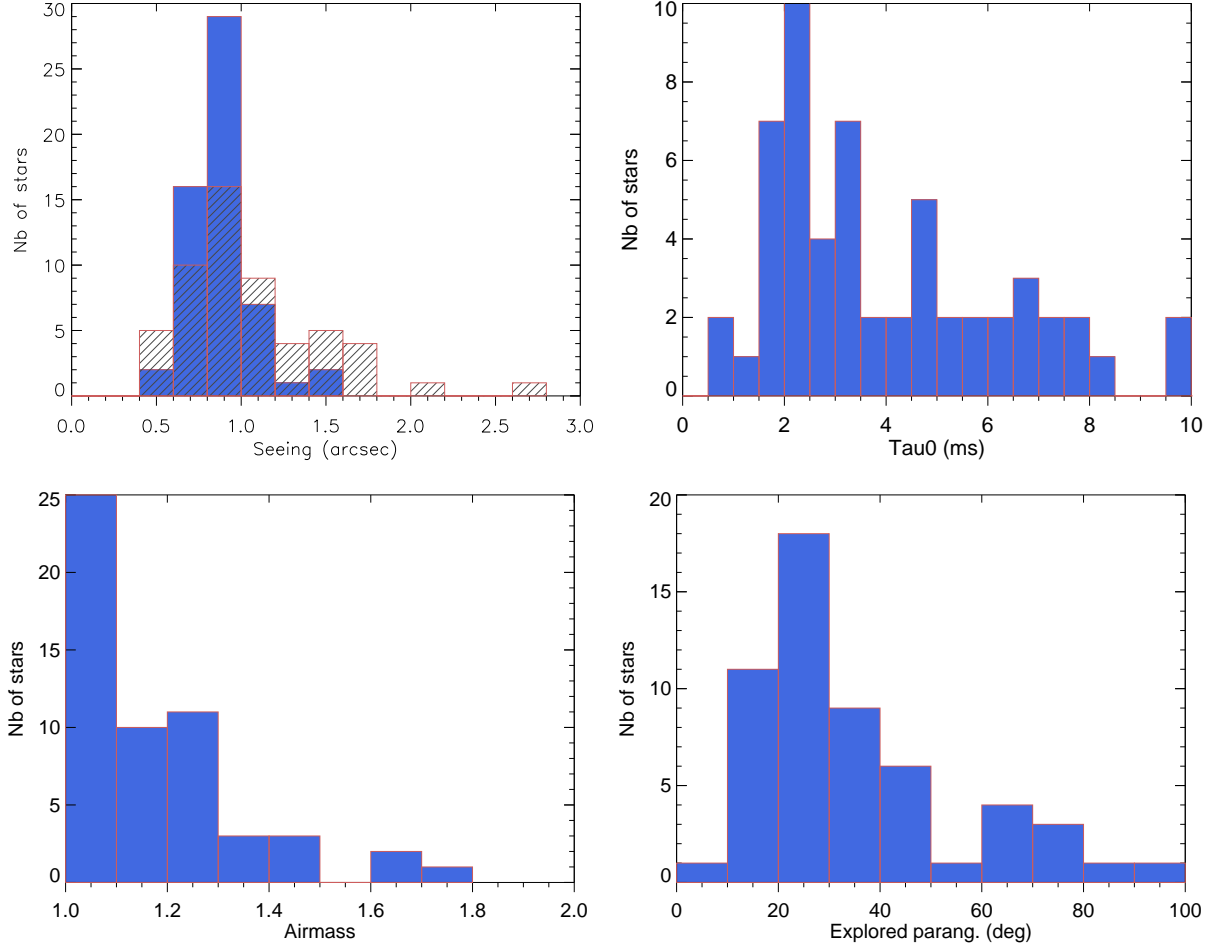 30
25
20
15
10
5
0
Nb of stars
0.0 0.5 1.0 1.5 2.0 2.5 3.0
Seeing (arcsec)
10
8
6
4
2
0
Nb of stars
0 2 4 6 8 10
Tau0 (ms)
25
20
15
10
5
0
Nb of stars
1.0 1.2 1.4 1.6 1.8 2.0
Airmass
20
15
10
5
0
Nb of stars
0 20 40 60 80 100
Explored parang. (deg)